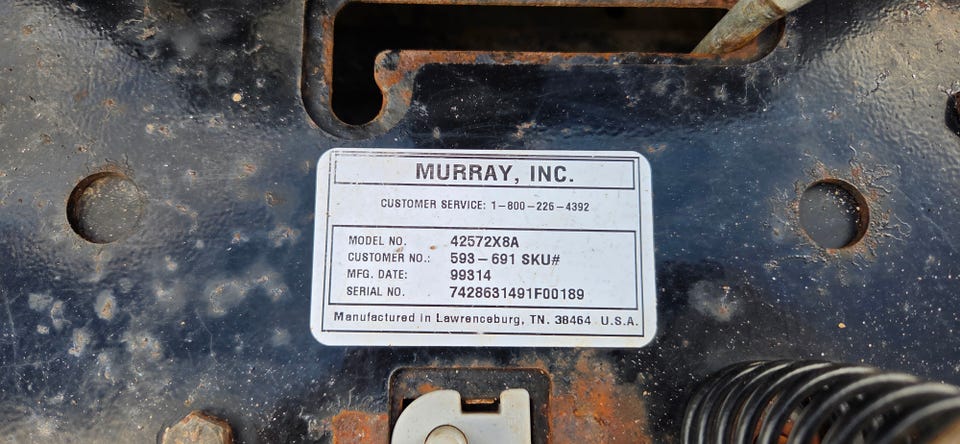 MURRAY, INC.
CUSTOMER SERVICE: 1-800-225-4392
MODEL NO. 42572X8A
CUSTOMER NO.: 593-691 SKU#
MFG. DATE: 99314
SERIAL NO. 7428631491F00189
Manufactured in Lawrenceburg, TN. 38464 U.S.A.